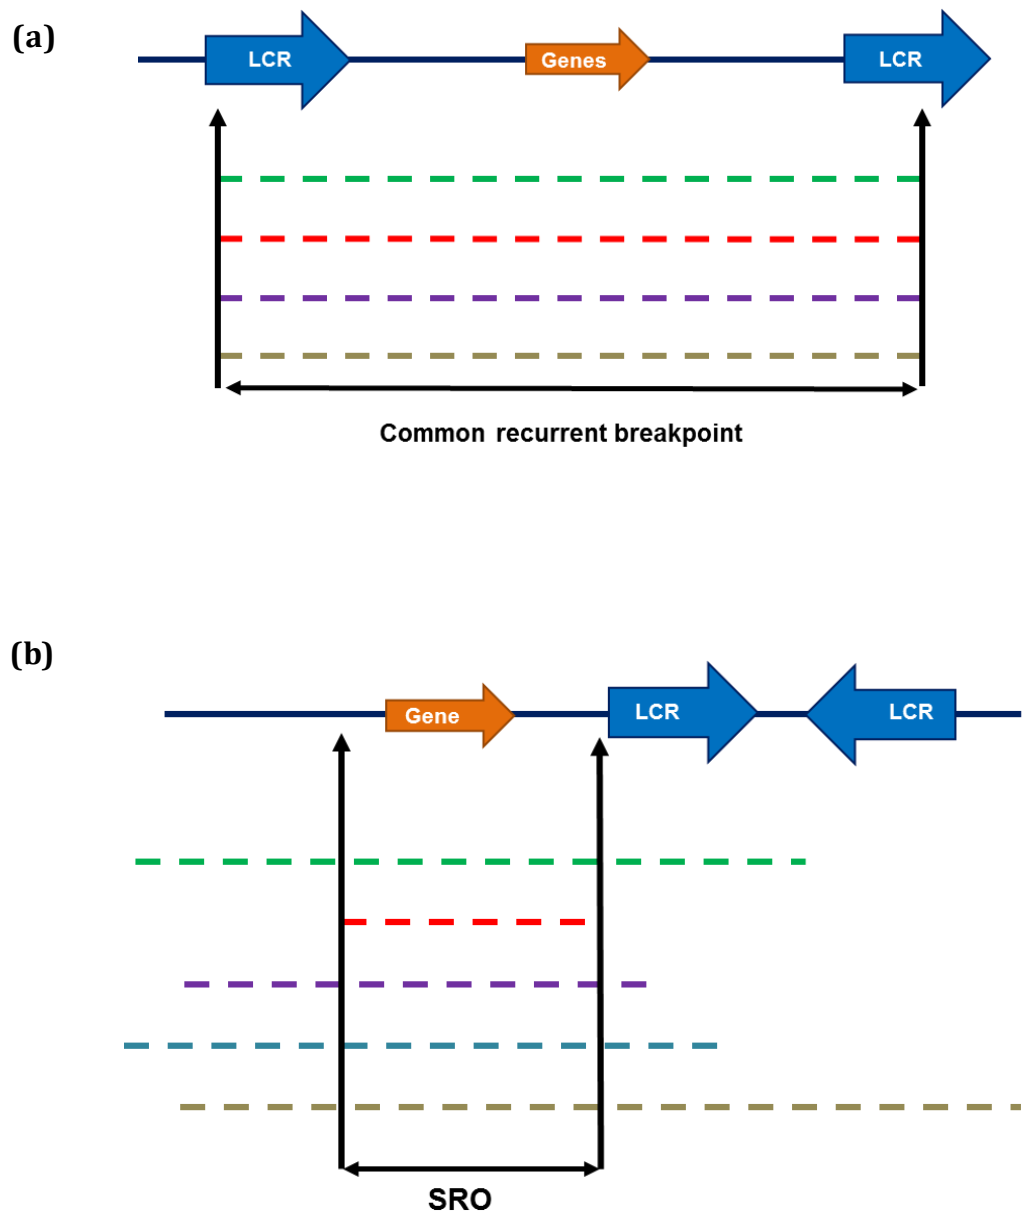 (a)
LCR
Genes
LCR
Common recurrent breakpoint
(b)
Gene
LCR
LCR
SRO